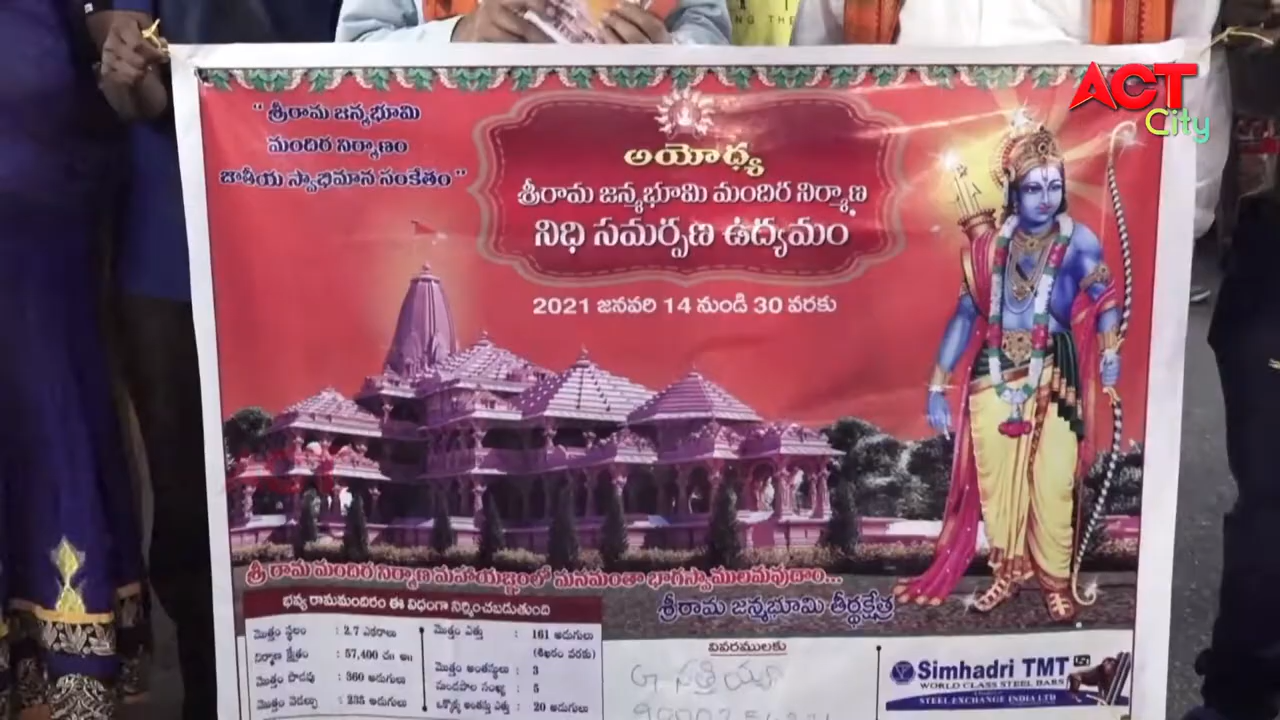 ACT
City
" శ్రీరామ జన్మభూమి
మందిర నిర్మాణం
జాతీయ స్వాభిమాన సంకేతం "
అయోధ్య
శ్రీరామ జన్మభూమి మందిర నిర్మాణ
నిధి సమర్పణ ఉద్యమం
2021 జనవరి 14 నుండి 30 వరకు
శ్రీ రామ మందిర నిర్మాణ మహాయజ్ఞంలో మనమంతా భాగస్వాములమవుదాం...
శ్రీరామ జన్మభూమి తీర్థక్షేత్ర
భవ్య రామమందిరం ఈ విధంగా నిర్మించబడుతుంది
మొత్తం స్థలం : 2.7 ఎకరాలు
నిర్మాణ క్షేత్రం : 57,400 చ॥ అ॥
మొత్తం పొడవు : 360 అడుగులు
మొత్తం వెడల్పు : 235 అడుగులు
మొత్తం ఎత్తు : 161 అడుగులు
(శిఖరం వరకు)
మొత్తం అంతస్థులు : 3
మండపాల సంఖ్య : 5
ఒక్కొక్క అంతస్తు ఎత్తు : 20 అడుగులు
వివరములకు
Simhadri TMT
WORLD CLASS STEEL BARS
STEEL EXCHANGE INDIA LTD